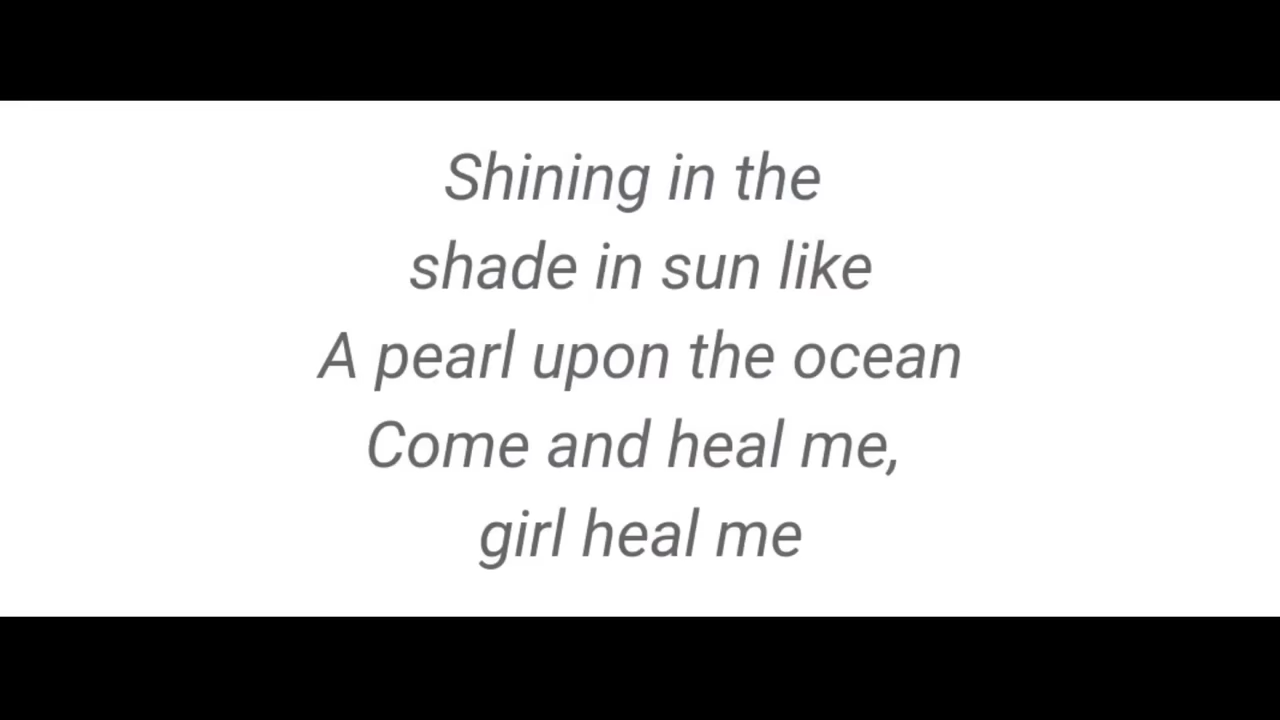 Shining in the
shade in sun like
A pearl upon the ocean
Come and heal me,
girl heal me